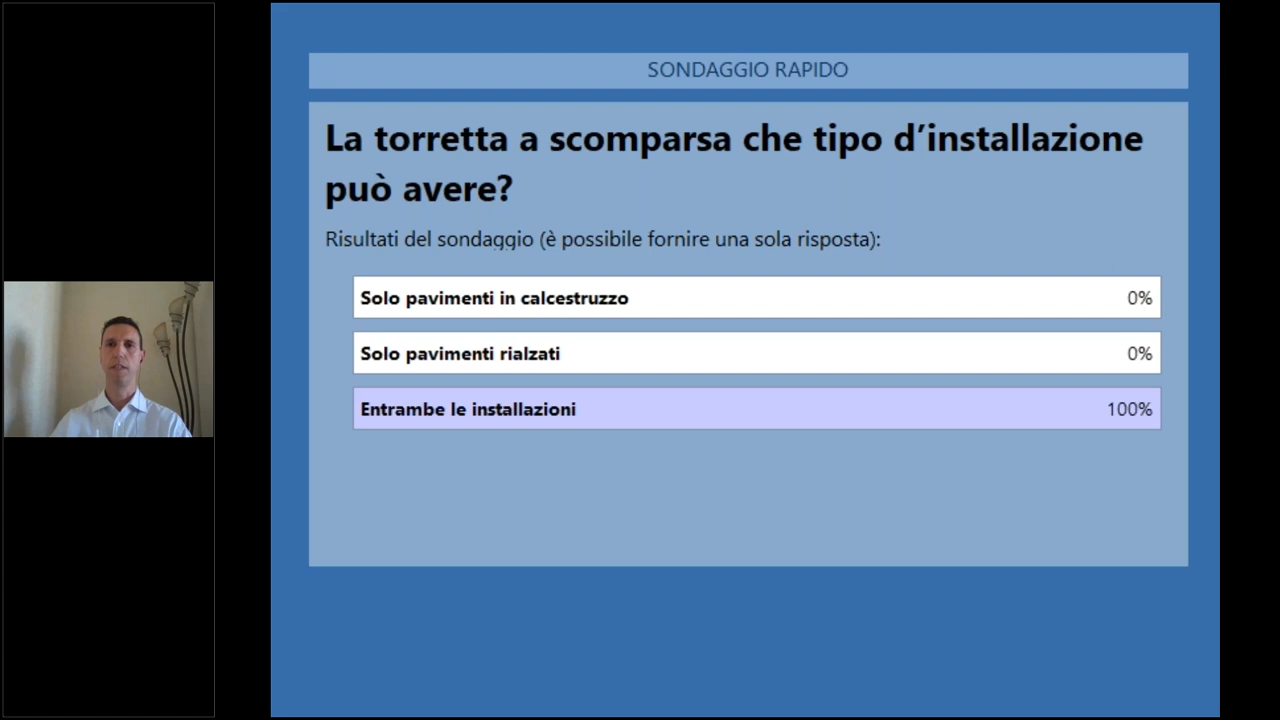 SONDAGGIO RAPIDO
La torretta a scomparsa che tipo d’installazione
può avere?
Risultati del sondaggio (è possibile fornire una sola risposta):
Solo pavimenti in calcestruzzo 0%
Solo pavimenti rialzati 0%
Entrambe le installazioni 100%